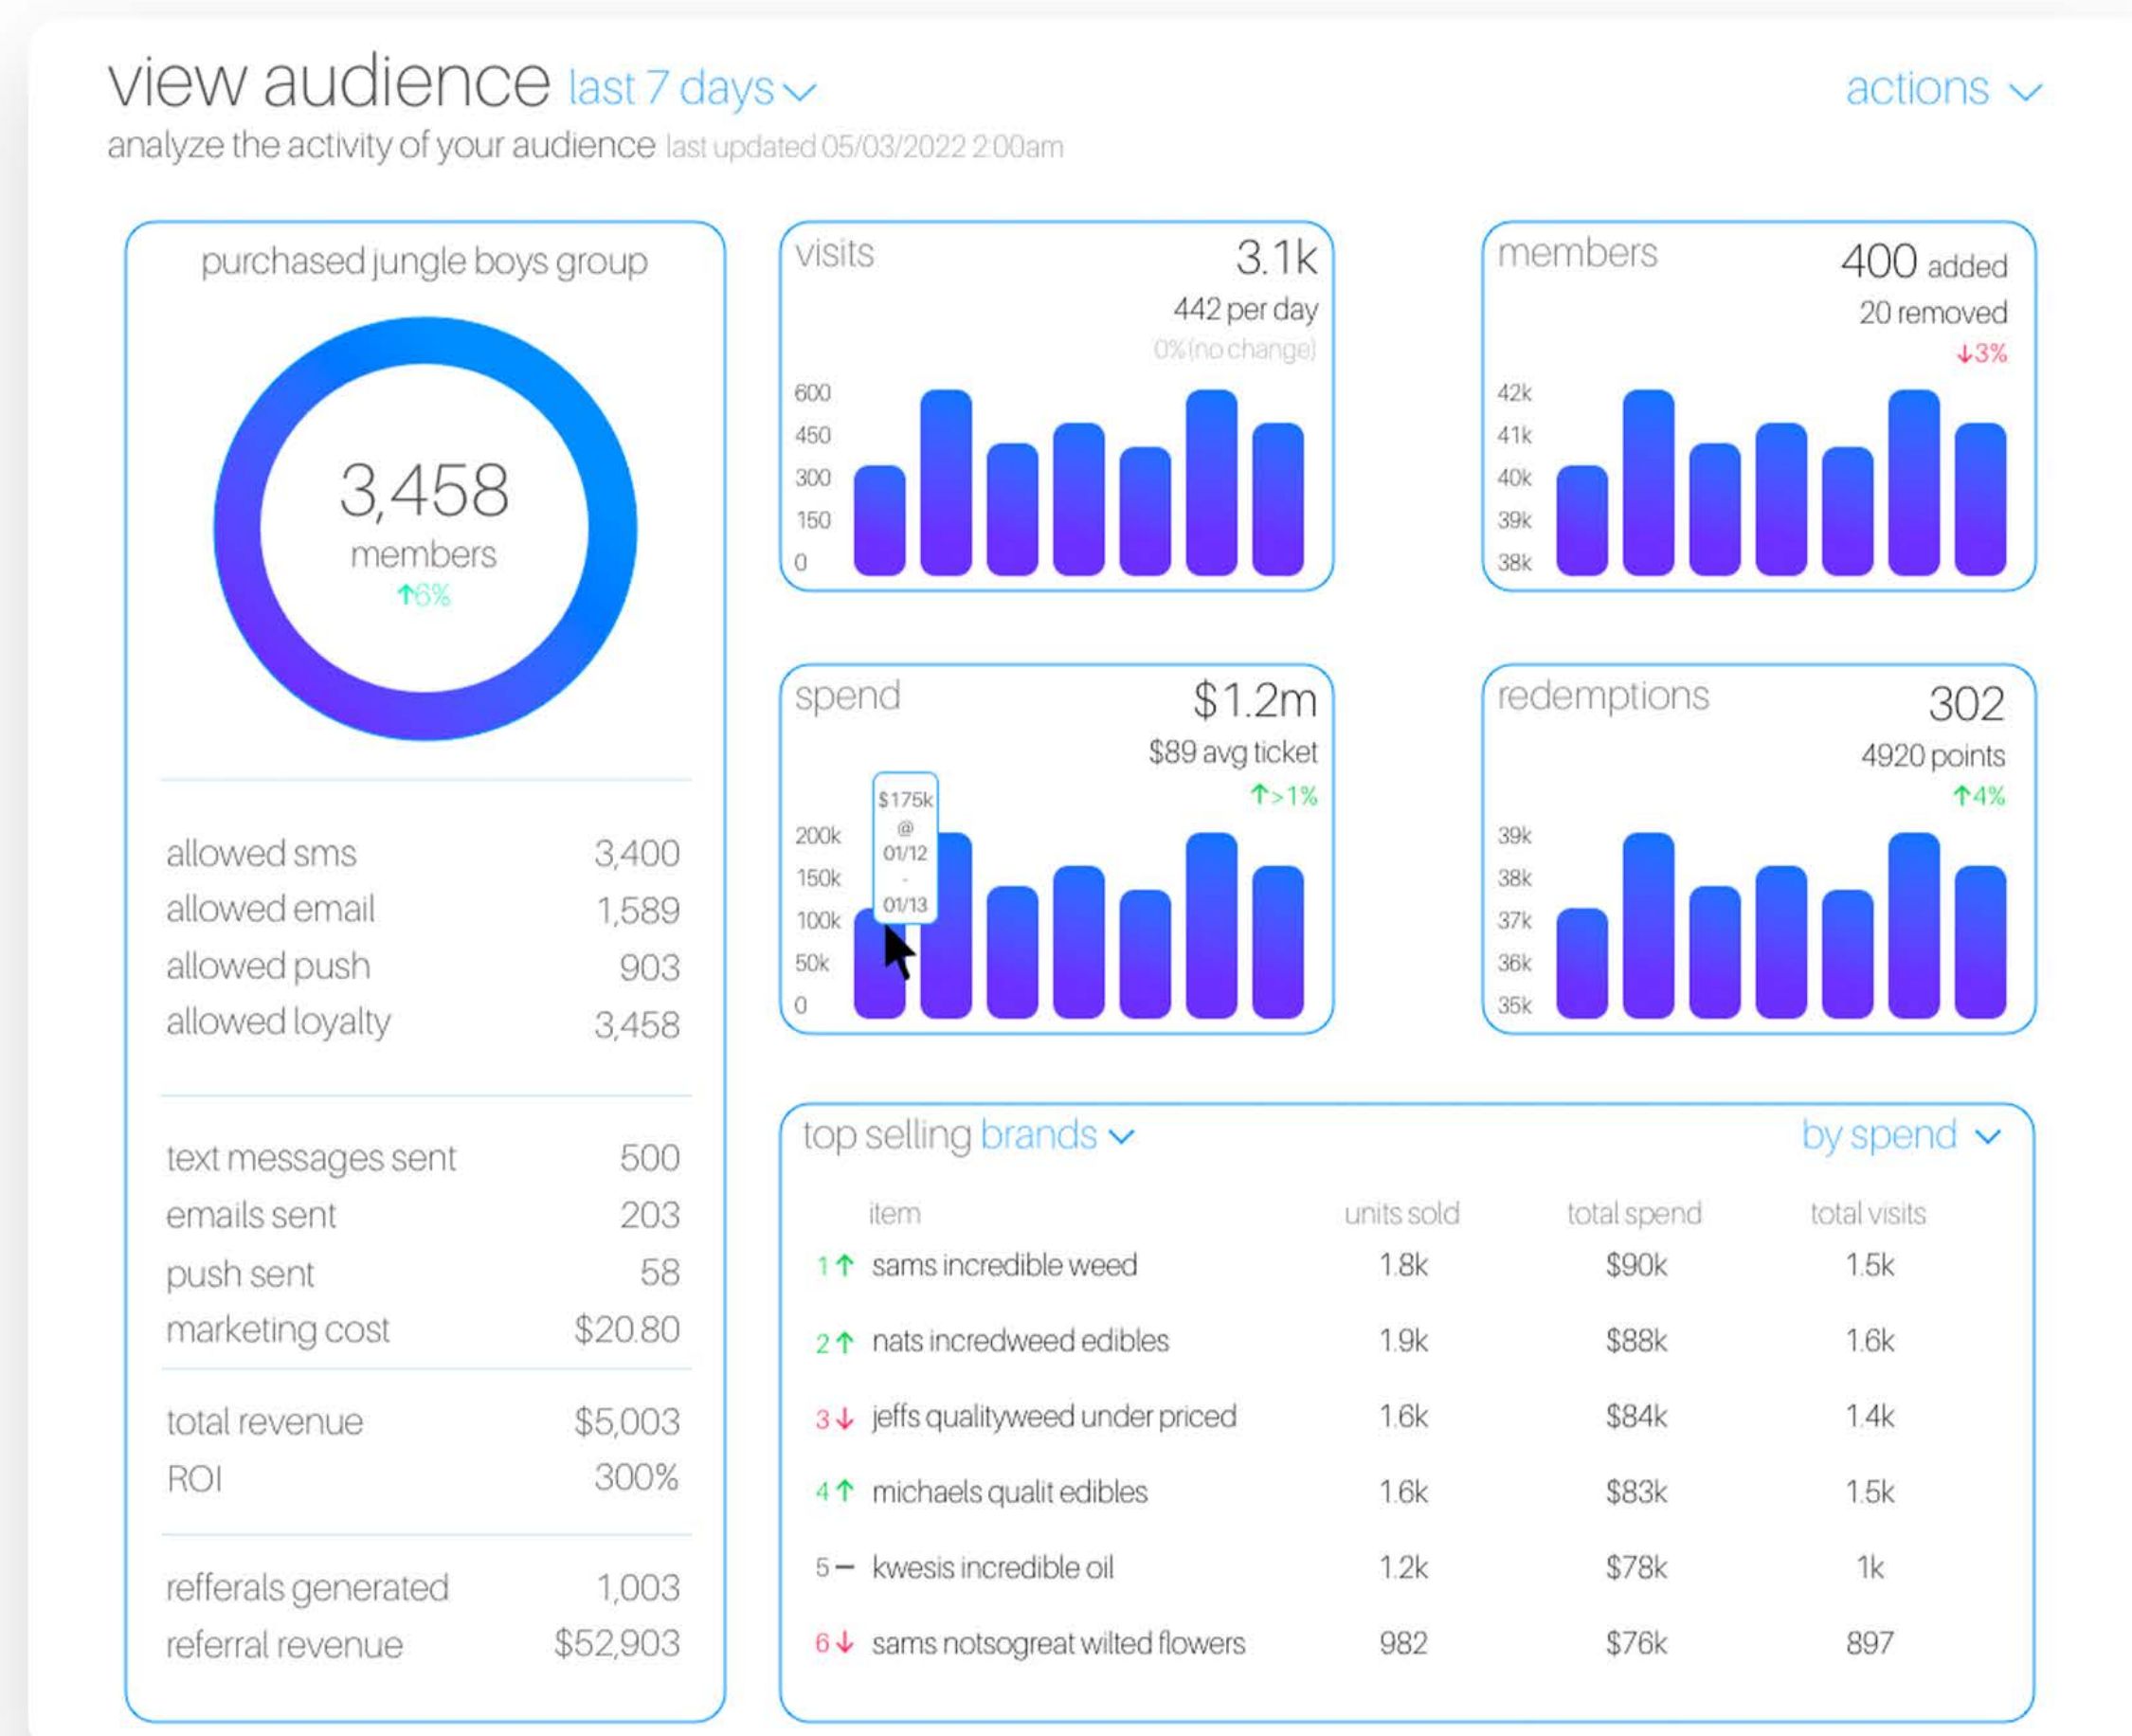 view audience last 7 days
actions
analyze the activity of your audience last updated 05/03/2022 2:00am
purchased jungle boys group
3,458
members
↑6%
allowed sms 3,400
allowed email 1,589
allowed push 903
allowed loyalty 3,458
text messages sent 500
emails sent 203
push sent 58
marketing cost $20.80
total revenue $5,003
ROI 300%
refferals generated 1,003
referral revenue $52,903
visits 3.1k
442 per day
0%(no change)
600
450
300
150
0
members 400 added
20 removed
↓3%
42k
41k
40k
39k
38k
spend $1.2m
$89 avg ticket
↑>1%
$175k
@
01/12
-
01/13
200k
150k
100k
50k
0
redemptions 302
4920 points
↑4%
39k
38k
37k
36k
35k
top selling brands by spend
item units sold total spend total visits
1↑ sams incredible weed 1.8k $90k 1.5k
2↑ nats incredweed edibles 1.9k $88k 1.6k
3↓ jeffs qualityweed under priced 1.6k $84k 1.4k
4↑ michaels qualit edibles 1.6k $83k 1.5k
5— kwesis incredible oil 1.2k $78k 1k
6↓ sams notsogreat wilted flowers 982 $76k 897